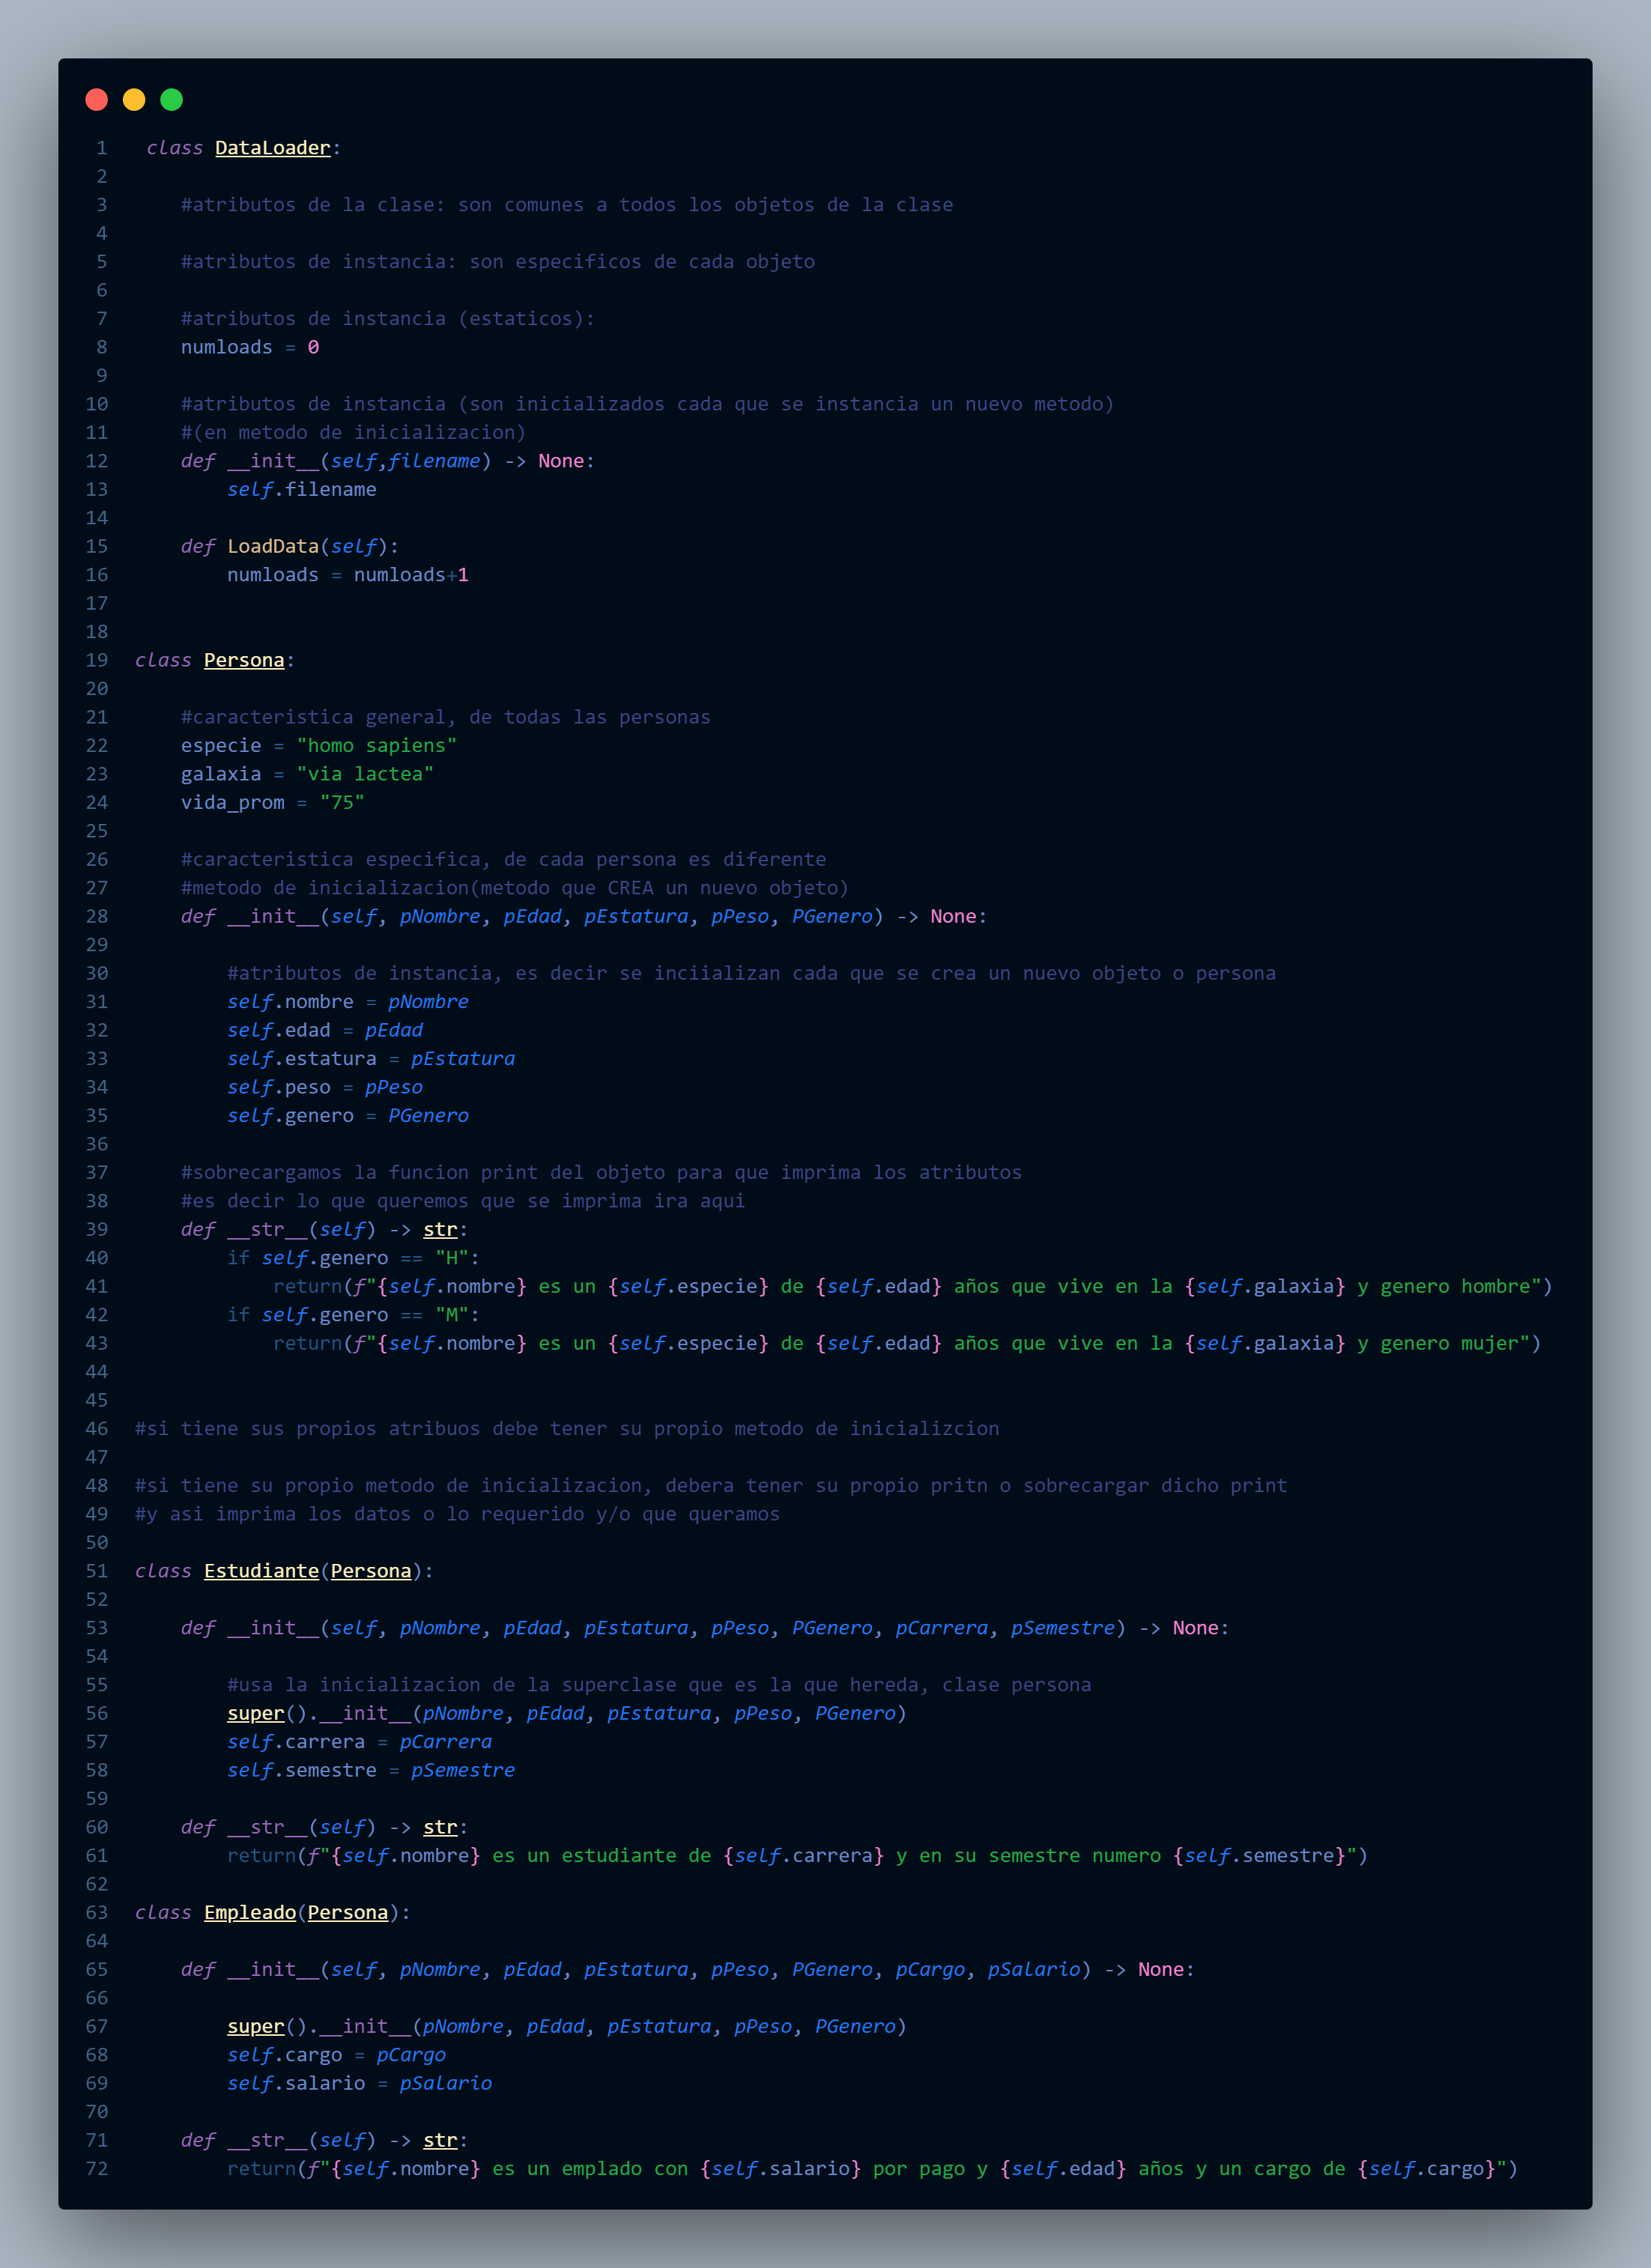 1 class DataLoader:
2
3 #atributos de la clase: son comunes a todos los objetos de la clase
4
5 #atributos de instancia: son especificos de cada objeto
6
7 #atributos de instancia (estaticos):
8 numloads = 0
9
10 #atributos de instancia (son inicializados cada que se instancia un nuevo metodo)
11 #(en metodo de inicializacion)
12 def __init__(self,filename) -> None:
13 self.filename
14
15 def LoadData(self):
16 numloads = numloads+1
17
18
19 class Persona:
20
21 #caracteristica general, de todas las personas
22 especie = "homo sapiens"
23 galaxia = "via lactea"
24 vida_prom = "75"
25
26 #caracteristica especifica, de cada persona es diferente
27 #metodo de inicializacion(metodo que CREA un nuevo objeto)
28 def __init__(self, pNombre, pEdad, pEstatura, pPeso, PGenero) -> None:
29
30 #atributos de instancia, es decir se inciializan cada que se crea un nuevo objeto o persona
31 self.nombre = pNombre
32 self.edad = pEdad
33 self.estatura = pEstatura
34 self.peso = pPeso
35 self.genero = PGenero
36
37 #sobrecargamos la funcion print del objeto para que imprima los atributos
38 #es decir lo que queremos que se imprima ira aqui
39 def __str__(self) -> str:
40 if self.genero == "H":
41 return(f"{self.nombre} es un {self.especie} de {self.edad} años que vive en la {self.galaxia} y genero hombre")
42 if self.genero == "M":
43 return(f"{self.nombre} es un {self.especie} de {self.edad} años que vive en la {self.galaxia} y genero mujer")
44
45
46 #si tiene sus propios atribuos debe tener su propio metodo de inicializcion
47
48 #si tiene su propio metodo de inicializacion, debera tener su propio pritn o sobrecargar dicho print
49 #y asi imprima los datos o lo requerido y/o que queramos
50
51 class Estudiante(Persona):
52
53 def __init__(self, pNombre, pEdad, pEstatura, pPeso, PGenero, pCarrera, pSemestre) -> None:
54
55 #usa la inicializacion de la superclase que es la que hereda, clase persona
56 super().__init__(pNombre, pEdad, pEstatura, pPeso, PGenero)
57 self.carrera = pCarrera
58 self.semestre = pSemestre
59
60 def __str__(self) -> str:
61 return(f"{self.nombre} es un estudiante de {self.carrera} y en su semestre numero {self.semestre}")
62
63 class Empleado(Persona):
64
65 def __init__(self, pNombre, pEdad, pEstatura, pPeso, PGenero, pCargo, pSalario) -> None:
66
67 super().__init__(pNombre, pEdad, pEstatura, pPeso, PGenero)
68 self.cargo = pCargo
69 self.salario = pSalario
70
71 def __str__(self) -> str:
72 return(f"{self.nombre} es un emplado con {self.salario} por pago y {self.edad} años y un cargo de {self.cargo}")